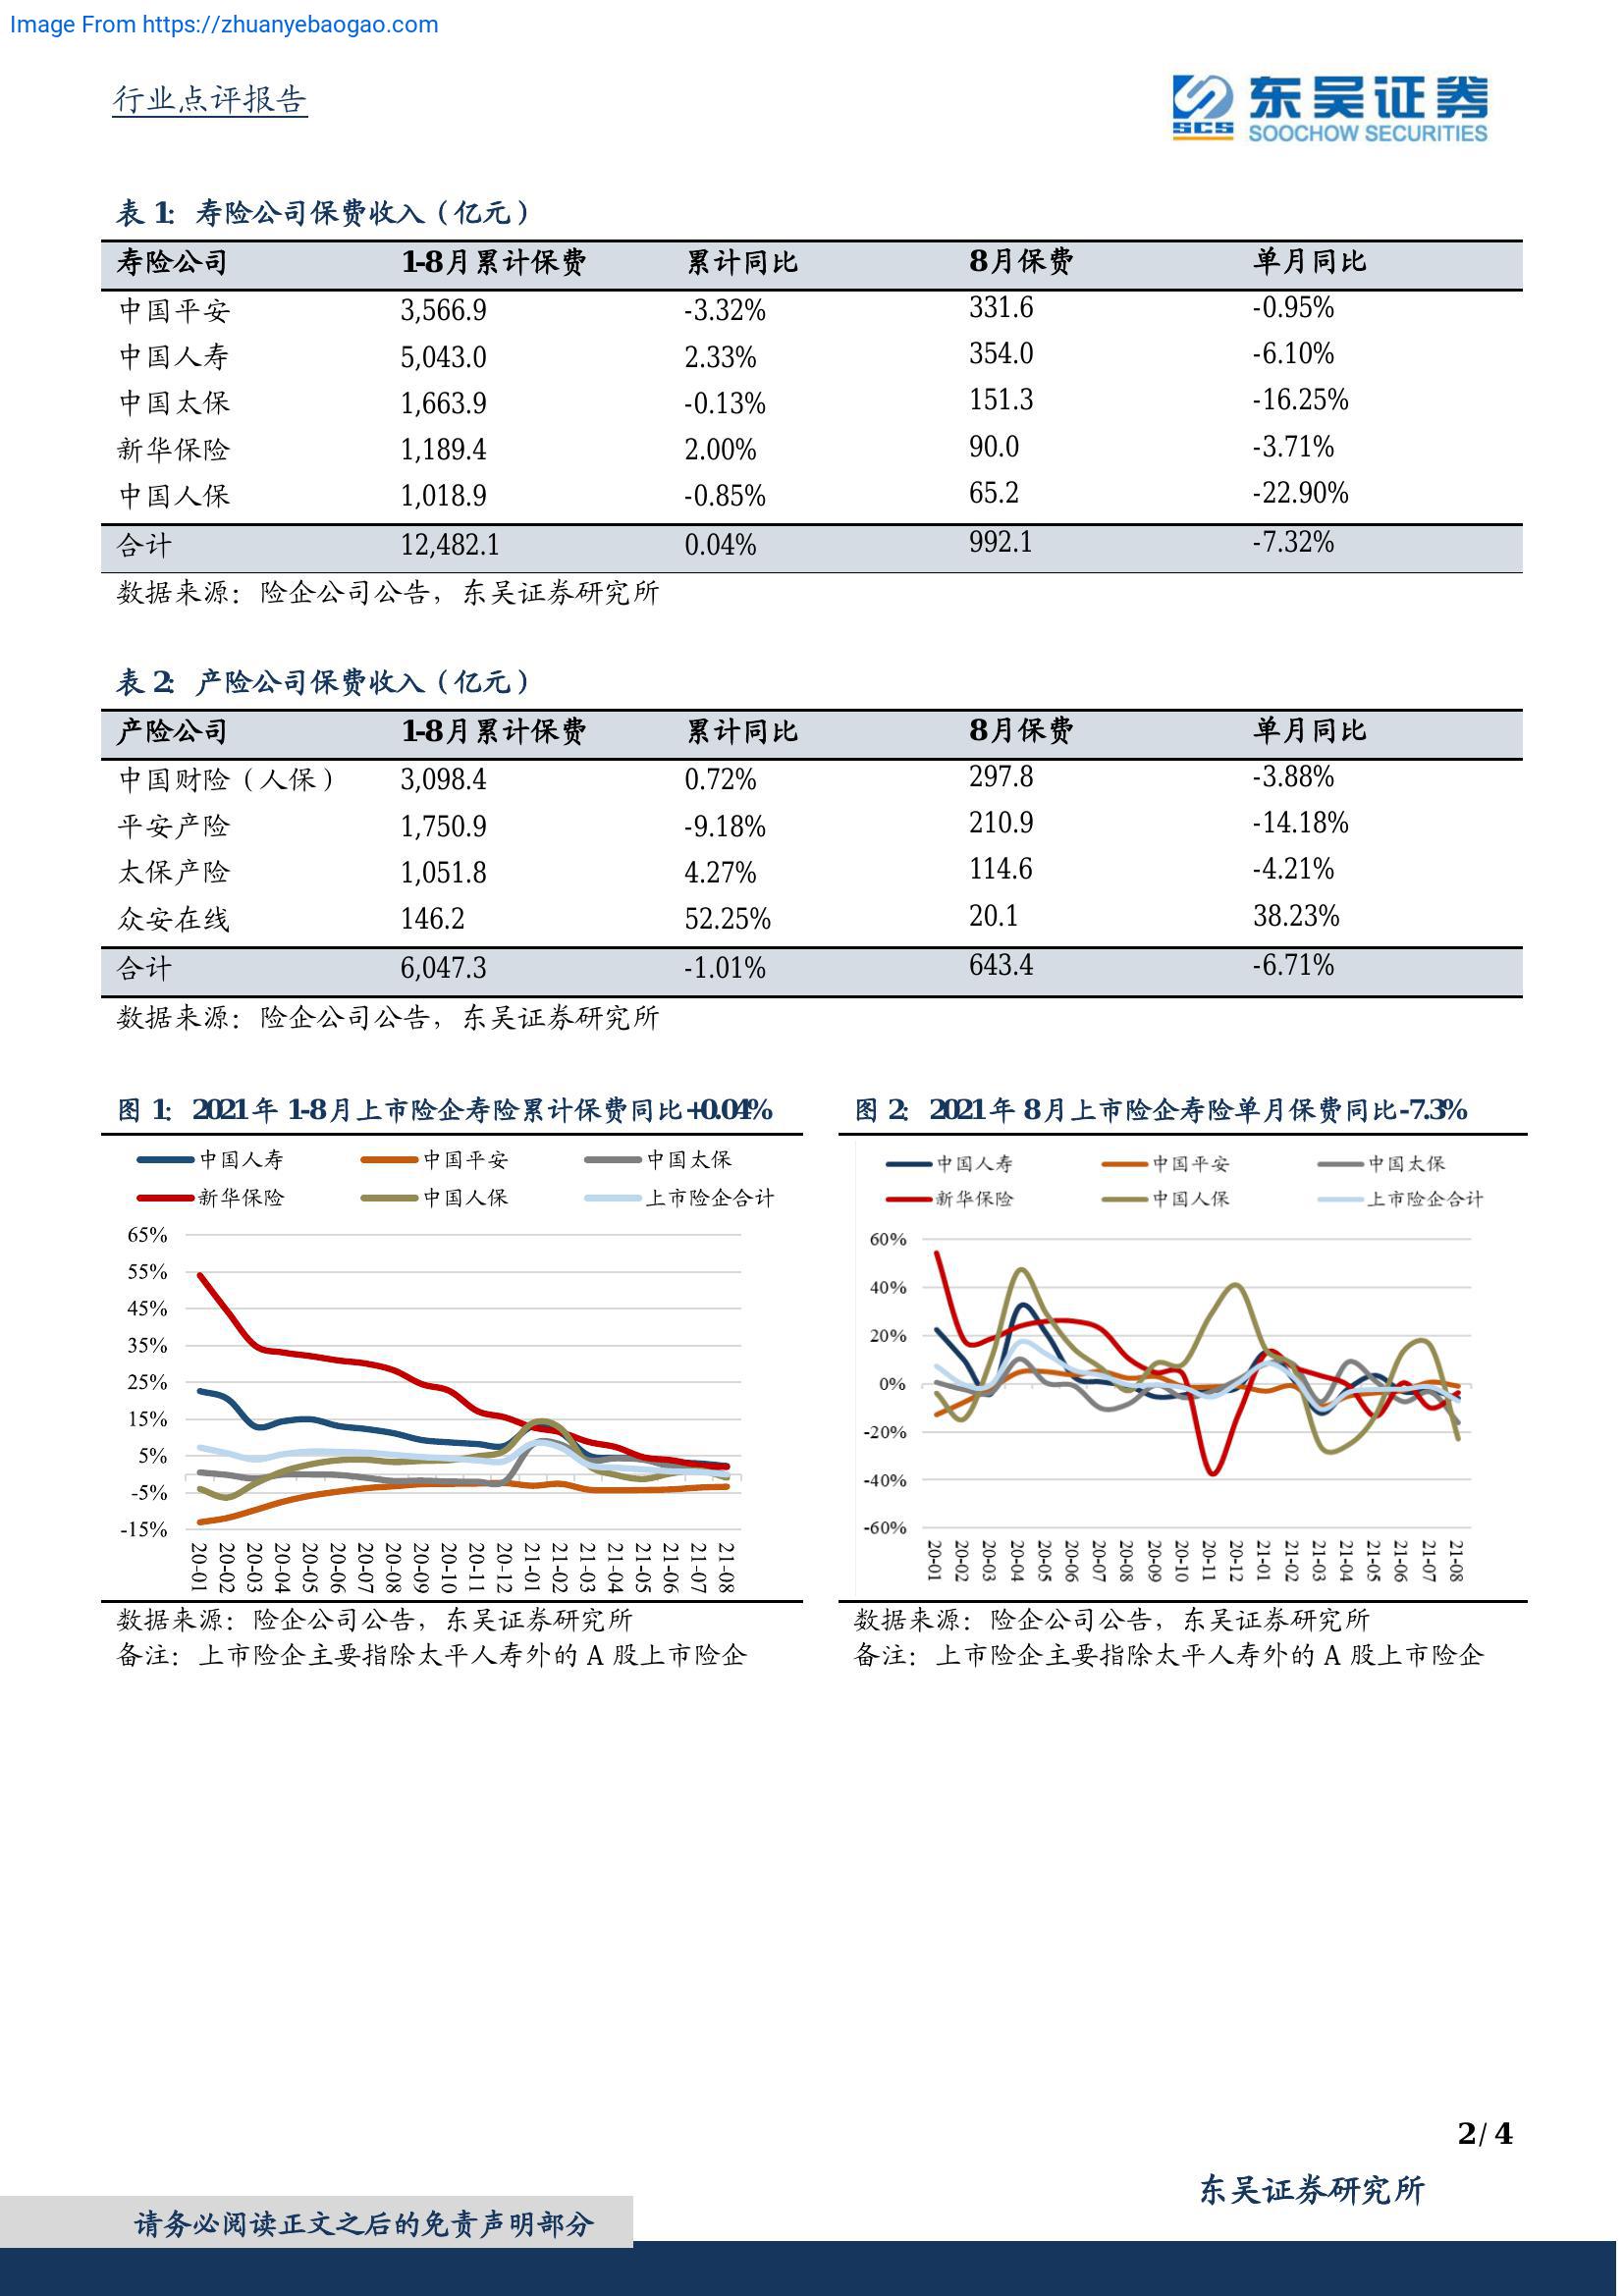 Image From https://zhuanyebaogao.com
行业点评报告
SCS 东吴证券
SOOCHOW SECURITIES
表 1: 寿险公司保费收入（亿元）
寿险公司 1-8月累计保费 累计同比 8月保费 单月同比
中国平安 3,566.9 -3.32% 331.6 -0.95%
中国人寿 5,043.0 2.33% 354.0 -6.10%
中国太保 1,663.9 -0.13% 151.3 -16.25%
新华保险 1,189.4 2.00% 90.0 -3.71%
中国人保 1,018.9 -0.85% 65.2 -22.90%
合计 12,482.1 0.04% 992.1 -7.32%
数据来源：险企公司公告，东吴证券研究所
表 2: 产险公司保费收入（亿元）
产险公司 1-8月累计保费 累计同比 8月保费 单月同比
中国财险（人保） 3,098.4 0.72% 297.8 -3.88%
平安产险 1,750.9 -9.18% 210.9 -14.18%
太保产险 1,051.8 4.27% 114.6 -4.21%
众安在线 146.2 52.25% 20.1 38.23%
合计 6,047.3 -1.01% 643.4 -6.71%
数据来源：险企公司公告，东吴证券研究所
图 1: 2021年 1-8月上市险企寿险累计保费同比+0.04%
中国人寿 中国平安 中国太保
新华保险 中国人保 上市险企合计
65%
55%
45%
35%
25%
15%
5%
-5%
-15%
20-01 20-02 20-03 20-04 20-05 20-06 20-07 20-08 20-09 20-10 20-11 20-12 21-01 21-02 21-03 21-04 21-05 21-06 21-07 21-08
数据来源：险企公司公告，东吴证券研究所
备注：上市险企主要指除太平人寿外的 A 股上市险企
图 2: 2021年 8月上市险企寿险单月保费同比-7.3%
中国人寿 中国平安 中国太保
新华保险 中国人保 上市险企合计
60%
40%
20%
0%
-20%
-40%
-60%
20-01 20-02 20-03 20-04 20-05 20-06 20-07 20-08 20-09 20-10 20-11 20-12 21-01 21-02 21-03 21-04 21-05 21-06 21-07 21-08
数据来源：险企公司公告，东吴证券研究所
备注：上市险企主要指除太平人寿外的 A 股上市险企
2 / 4
东吴证券研究所
请务必阅读正文之后的免责声明部分